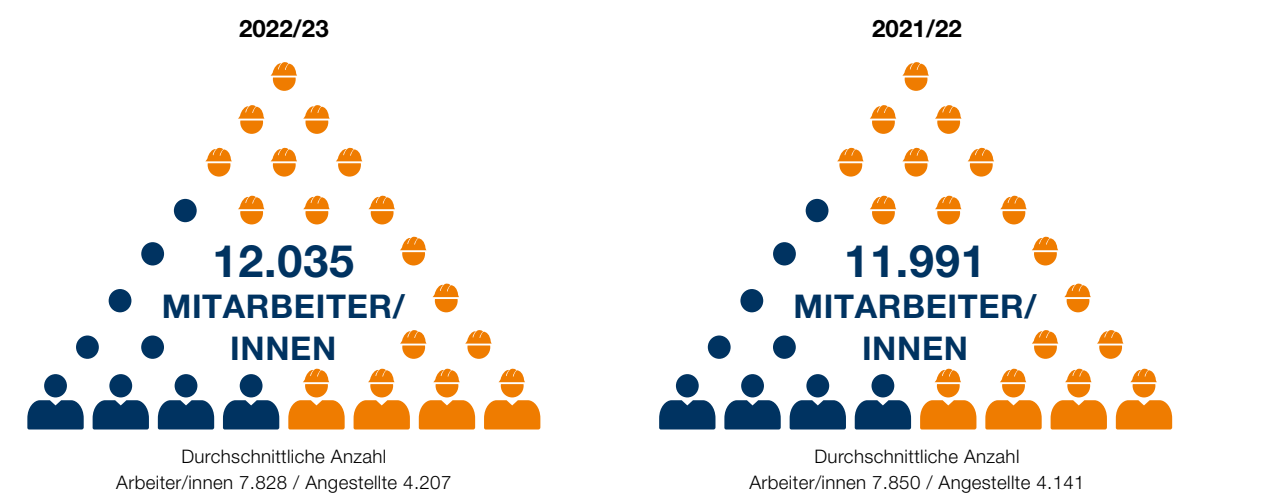 2022/23
12.035
MITARBEITER/
INNEN
Durchschnittliche Anzahl
Arbeiter/innen 7.828 / Angestellte 4.207
2021/22
11.991
MITARBEITER/
INNEN
Durchschnittliche Anzahl
Arbeiter/innen 7.850 / Angestellte 4.141